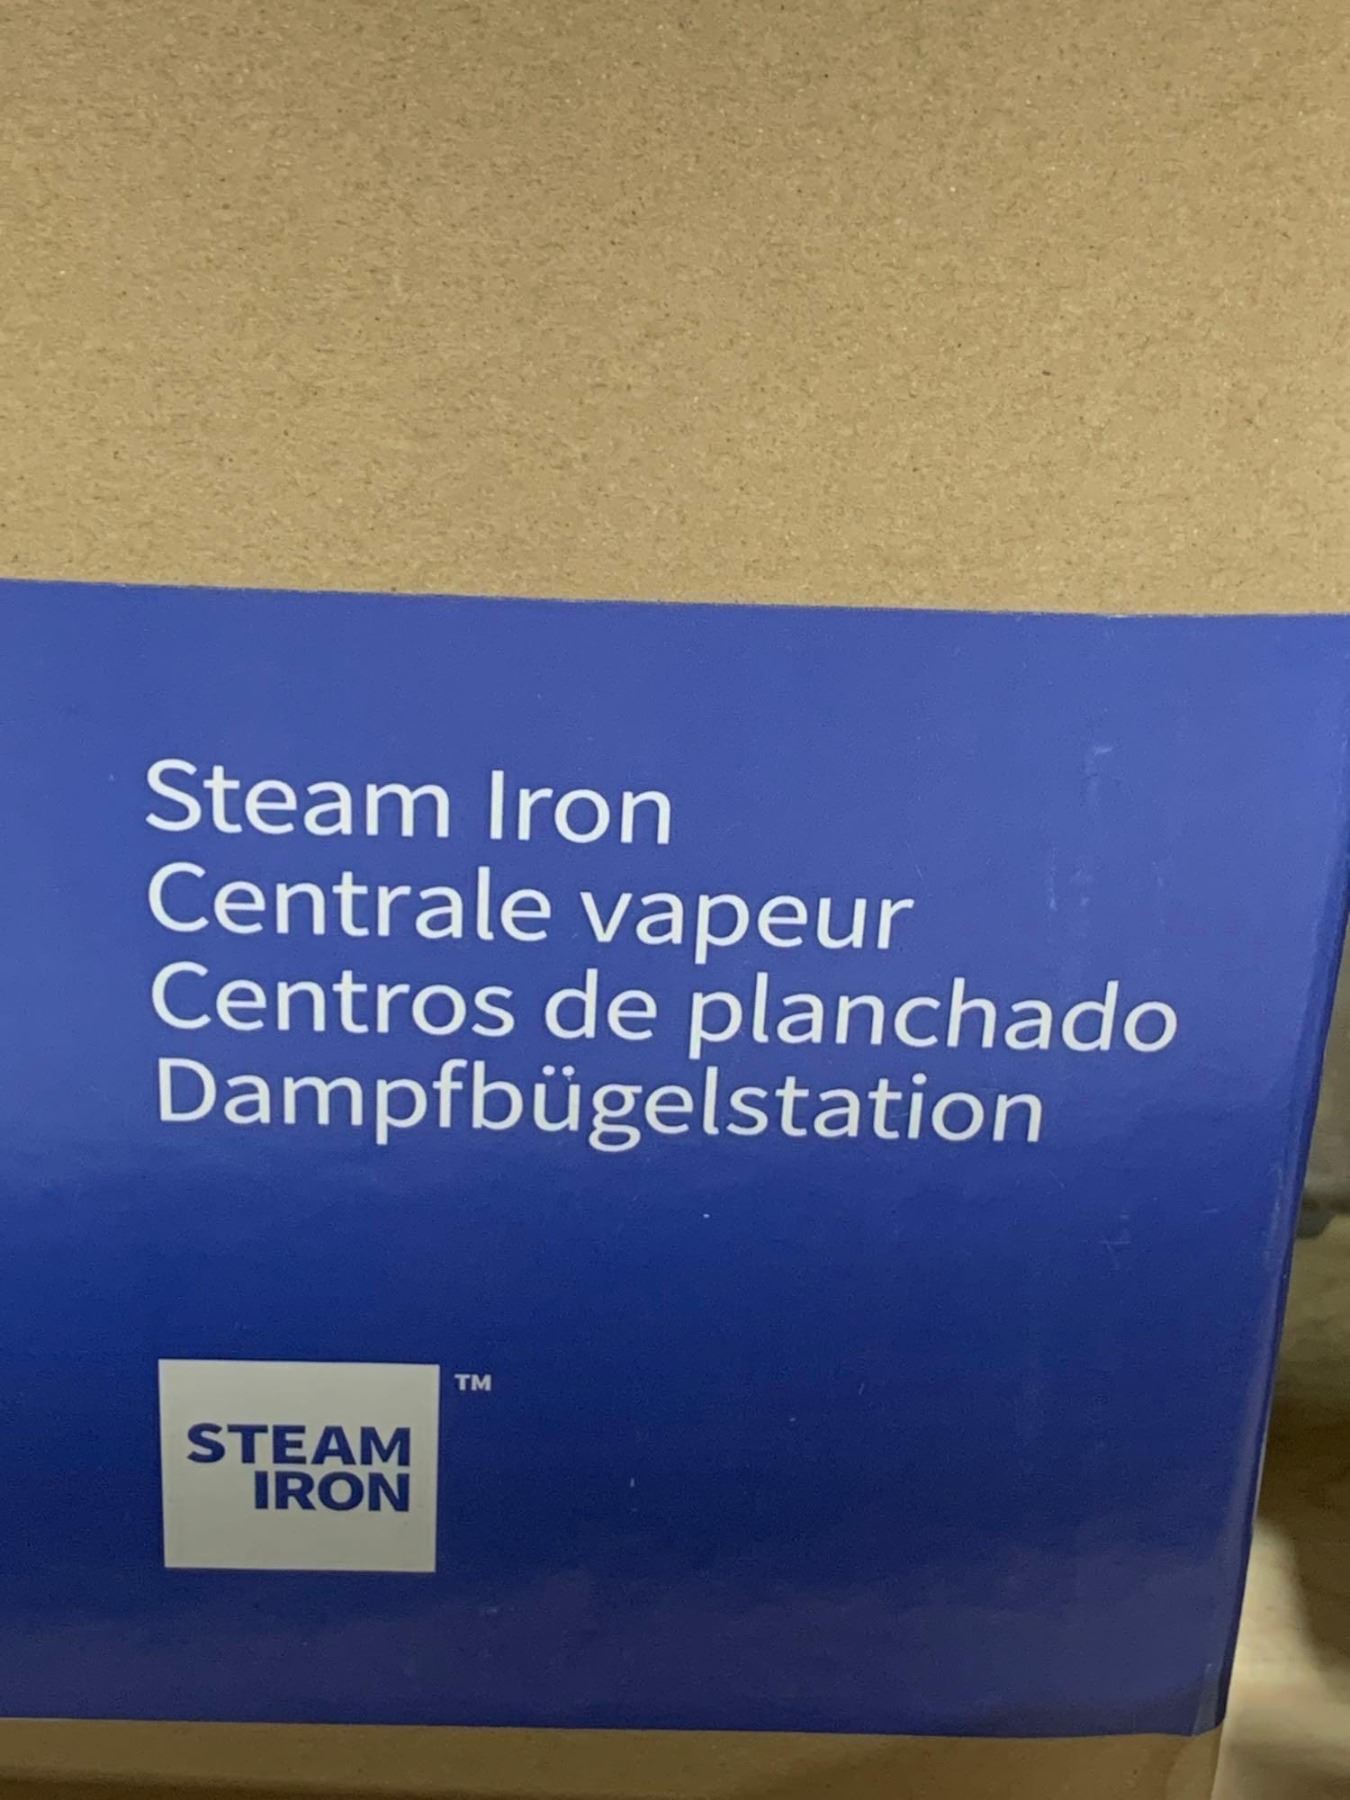 Steam Iron
Centrale vapeur
Centros de planchado
Dampfbügelstation
STEAM
IRON
TM